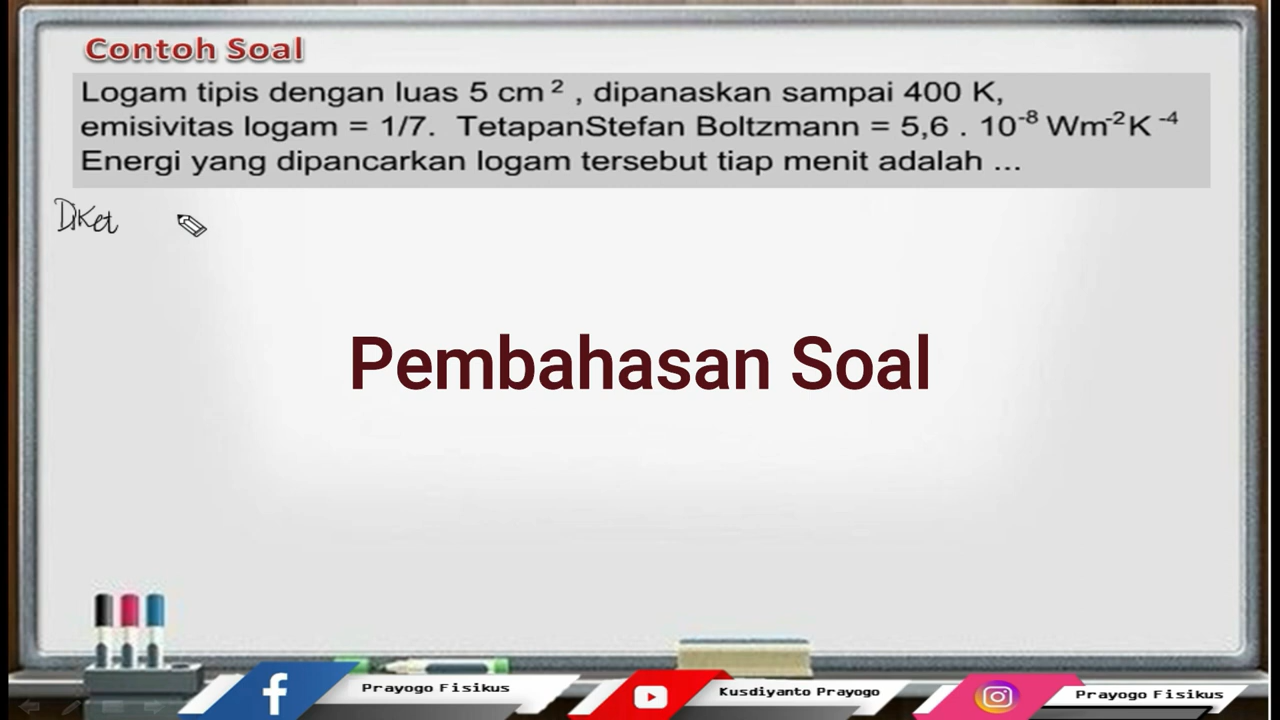 Contoh Soal
Logam tipis dengan luas 5 cm², dipanaskan sampai 400 K,
emisivitas logam = 1/7. TetapanStefan Boltzmann = 5,6 . 10⁻⁸ Wm⁻²K⁻⁴
Energi yang dipancarkan logam tersebut tiap menit adalah ...
Diket
Pembahasan Soal
Prayogo Fisikus
Kusdiyanto Prayogo
Prayogo Fisikus